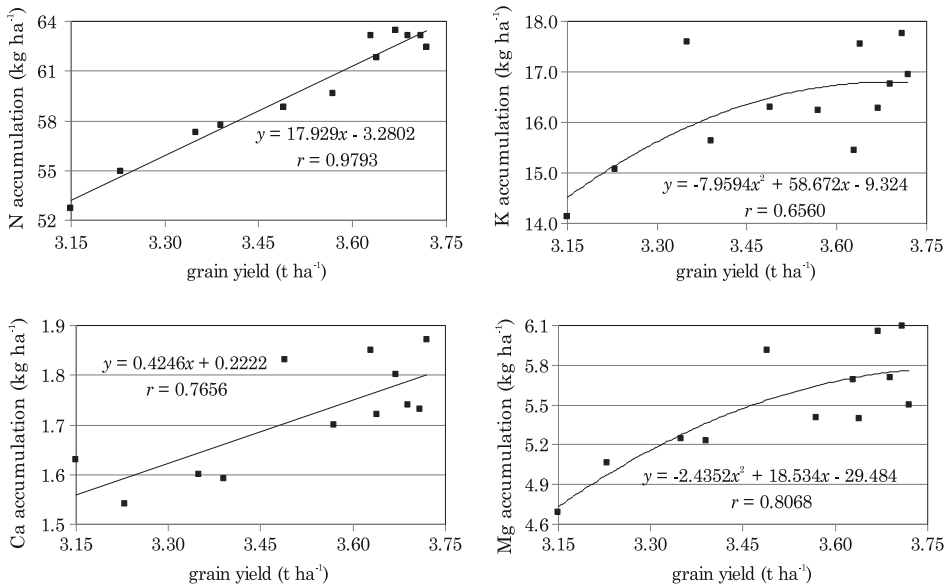 N accumulation (kg ha⁻¹)
64
61
58
55
52
y = 17.929x - 3.2802
r = 0.9793
3.15 3.30 3.45 3.60 3.75
grain yield (t ha⁻¹)
K accumulation (kg ha⁻¹)
18.0
17.0
16.0
15.0
14.0
y = -7.9594x² + 58.672x - 9.324
r = 0.6560
3.15 3.30 3.45 3.60 3.75
grain yield (t ha⁻¹)
Ca accumulation (kg ha⁻¹)
1.9
1.8
1.7
1.6
1.5
y = 0.4246x + 0.2222
r = 0.7656
3.15 3.30 3.45 3.60 3.75
grain yield (t ha⁻¹)
Mg accumulation (kg ha⁻¹)
6.1
5.8
5.5
5.2
4.9
4.6
y = -2.4352x² + 18.534x - 29.484
r = 0.8068
3.15 3.30 3.45 3.60 3.75
grain yield (t ha⁻¹)